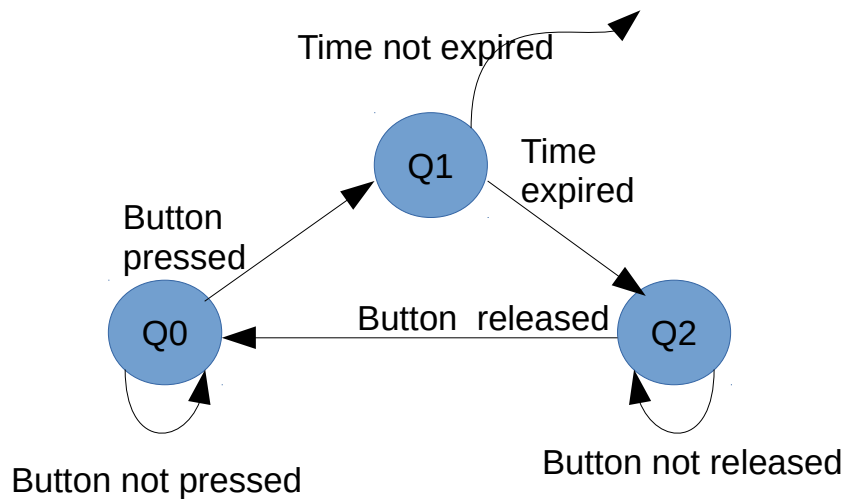 Time not expired
Q1
Time
expired
Button
pressed
Button  released
Q0
Q2
Button not pressed
Button not released